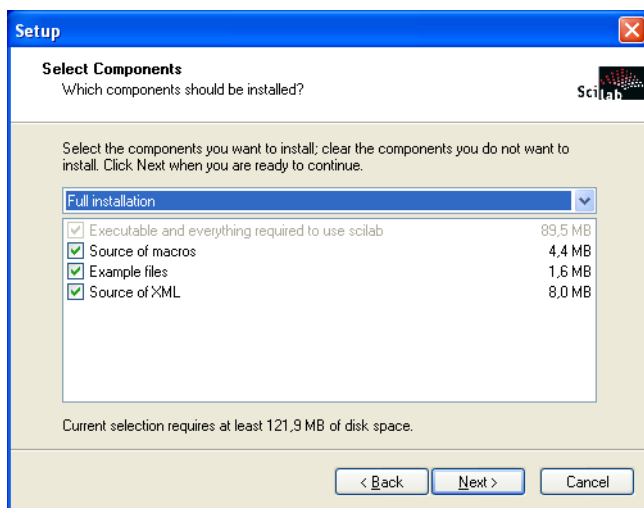 Setup
Select Components
Which components should be installed?
Scilab
Select the components you want to install; clear the components you do not want to
install. Click Next when you are ready to continue.
Full installation
Executable and everything required to use scilab 89,5 MB
Source of macros 4,4 MB
Example files 1,6 MB
Source of XML 8,0 MB
Current selection requires at least 121,9 MB of disk space.
< Back Next > Cancel